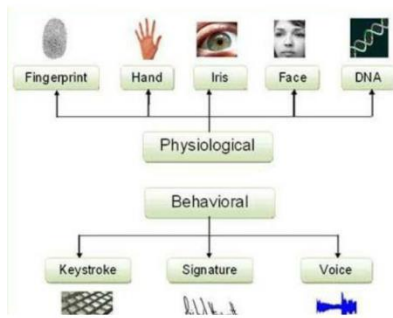 Fingerprint Hand Iris Face DNA
Physiological
Behavioral
Keystroke Signature Voice